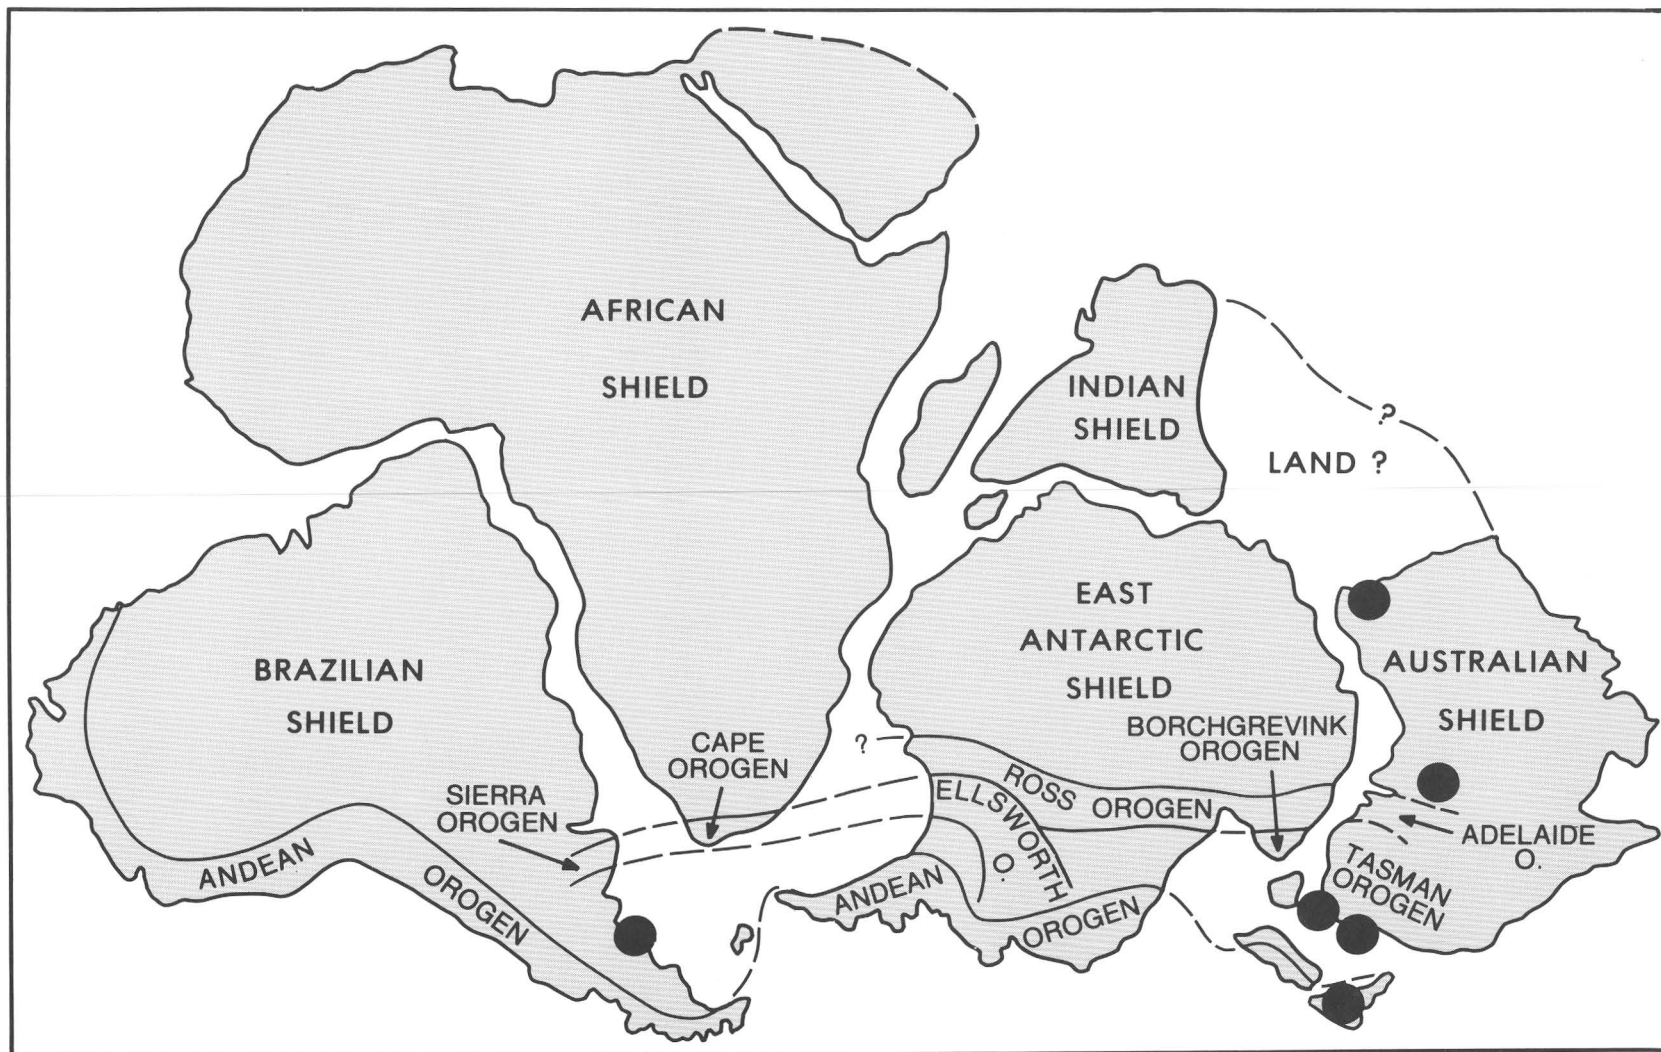 AFRICAN
SHIELD
INDIAN
SHIELD
?
LAND ?
EAST
ANTARCTIC
SHIELD
BRAZILIAN
SHIELD
AUSTRALIAN
SHIELD
BORCHGREVINK
OROGEN
CAPE
OROGEN
?
SIERRA
OROGEN
ROSS OROGEN
ELLSWORTH
O.
ADELAIDE
O.
TASMAN
OROGEN
ANDEAN
OROGEN
ANDEAN
OROGEN